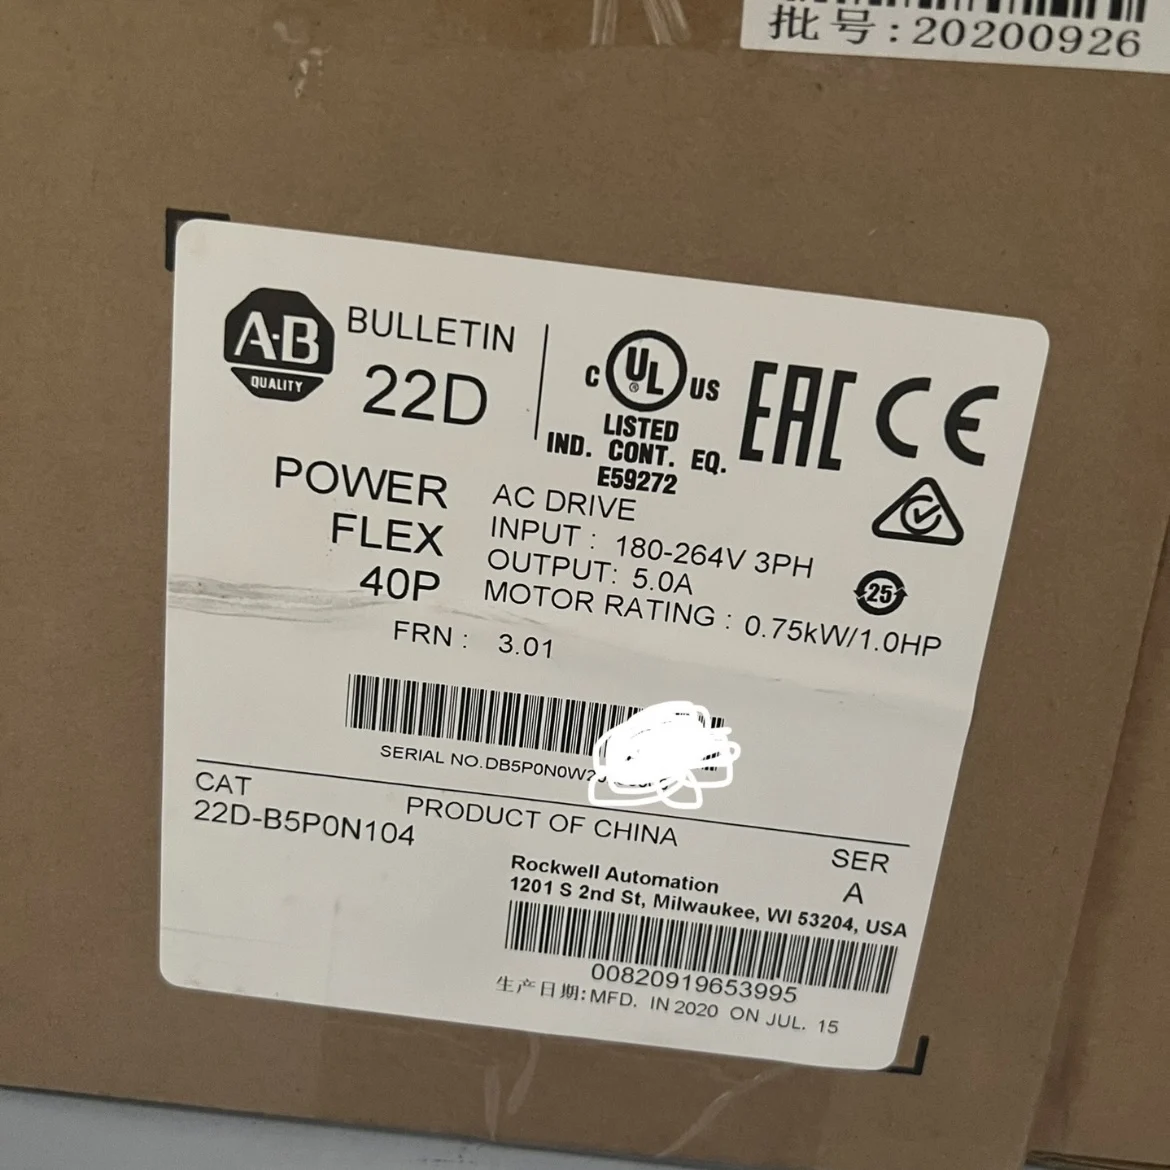 批号:20200926
A-B
QUALITY
BULLETIN
22D
C UL US
®
LISTED
IND. CONT. EQ.
E59272
EAC CE
POWER
FLEX
40P
AC DRIVE
INPUT : 180-264V 3PH
OUTPUT: 5.0A
MOTOR RATING : 0.75kW/1.0HP
25
FRN : 3.01
SERIAL NO.DB5P0N0W2
CAT
22D-B5P0N104
PRODUCT OF CHINA
SER
A
Rockwell Automation
1201 S 2nd St, Milwaukee, WI 53204, USA
00820919653995
生产日期:MFD. IN 2020 ON JUL. 15